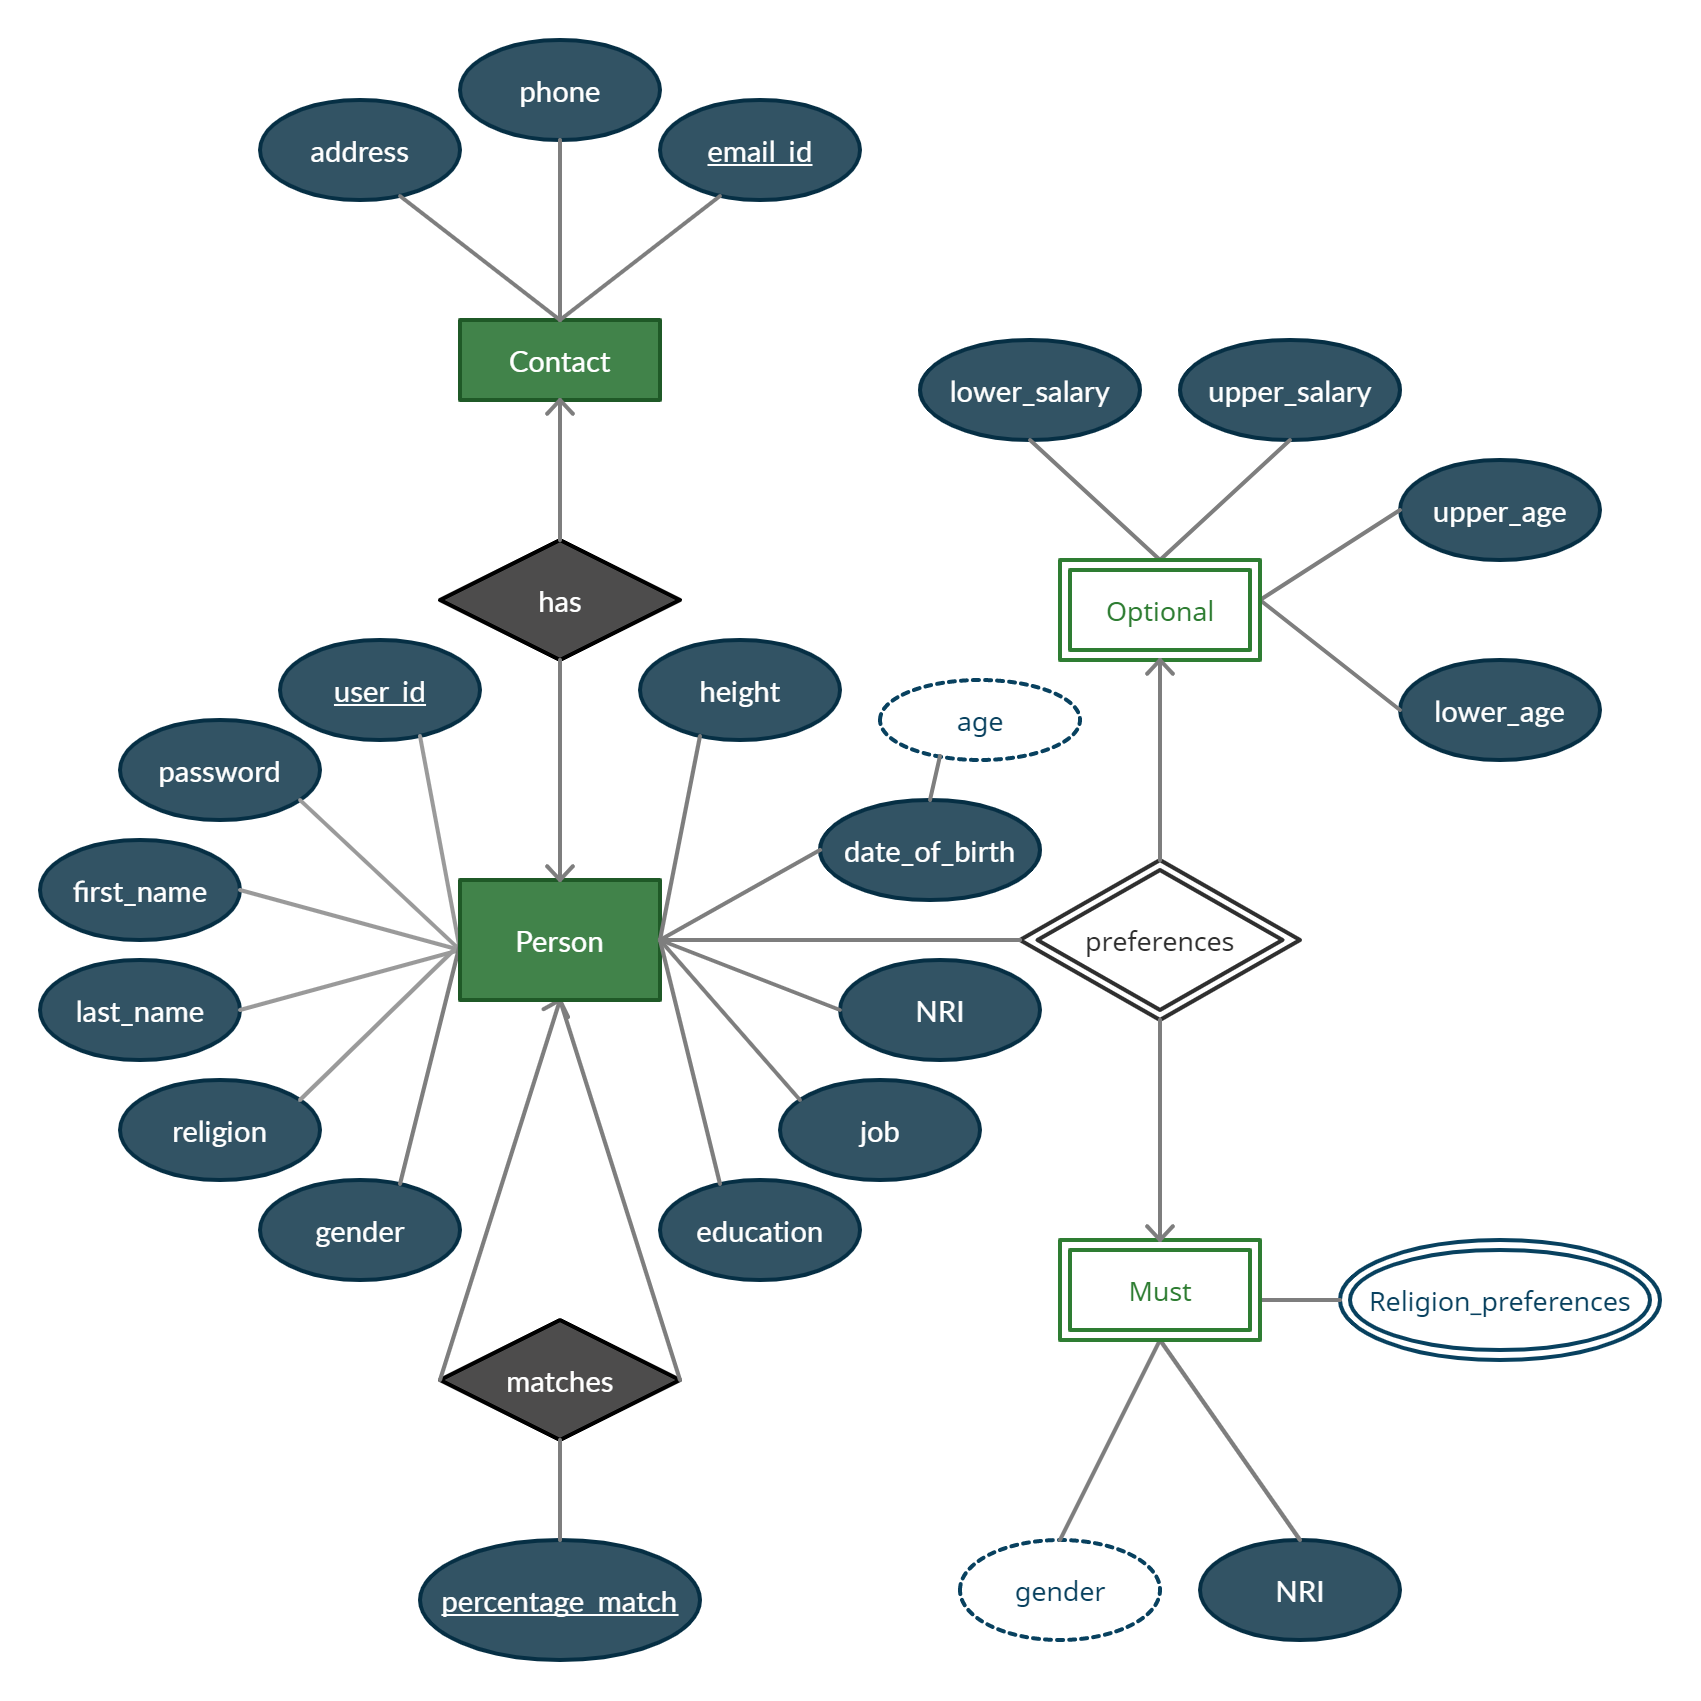 phone
address
email_id
Contact
lower_salary
upper_salary
upper_age
has
Optional
user_id
height
lower_age
age
password
date_of_birth
first_name
Person
preferences
last_name
NRI
religion
job
gender
education
Must
Religion_preferences
matches
percentage_match
gender
NRI